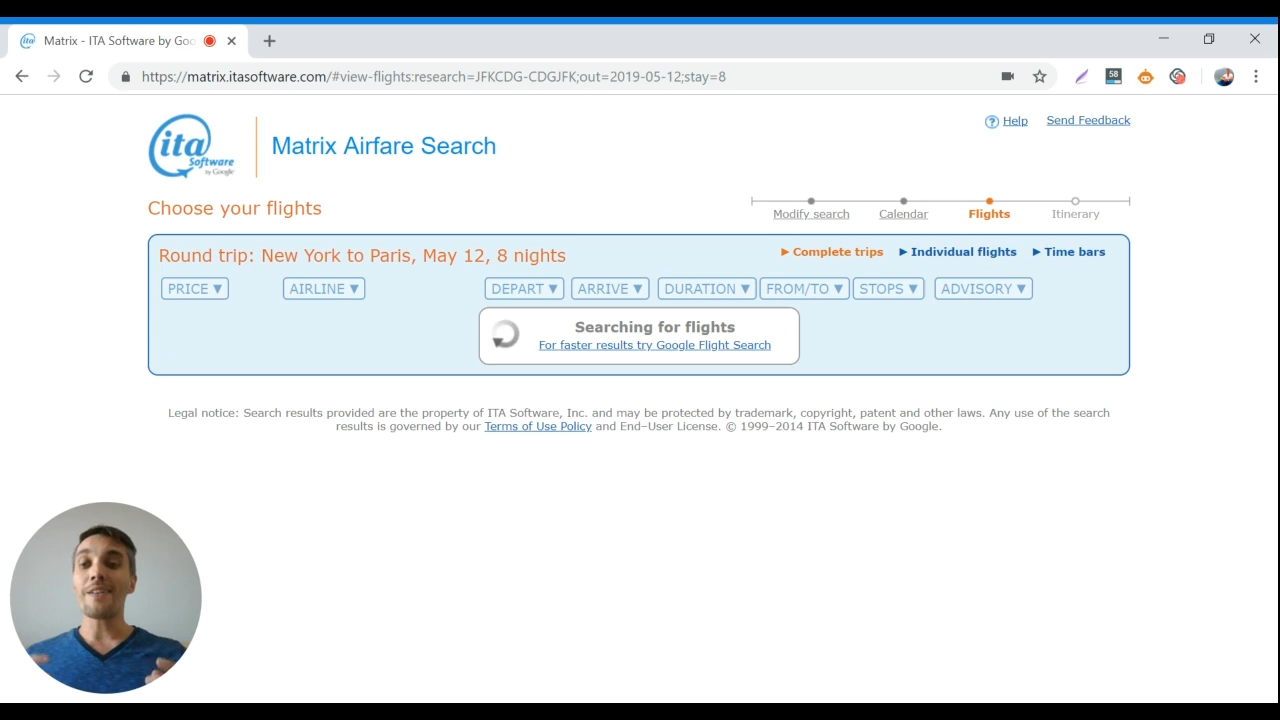 Matrix - ITA Software by Goo
https://matrix.itasoftware.com/#view-flights:research=JFKCDG-CDGJFK;out=2019-05-12;stay=8
58
Help
Send Feedback
ita
Software
by Google
Matrix Airfare Search
Choose your flights
Modify search
Calendar
Flights
Itinerary
Round trip: New York to Paris, May 12, 8 nights
Complete trips
Individual flights
Time bars
PRICE ▼
AIRLINE ▼
DEPART ▼
ARRIVE ▼
DURATION ▼
FROM/TO ▼
STOPS ▼
ADVISORY ▼
Searching for flights
For faster results try Google Flight Search
Legal notice: Search results provided are the property of ITA Software, Inc. and may be protected by trademark, copyright, patent and other laws. Any use of the search
results is governed by our Terms of Use Policy and End-User License. © 1999-2014 ITA Software by Google.